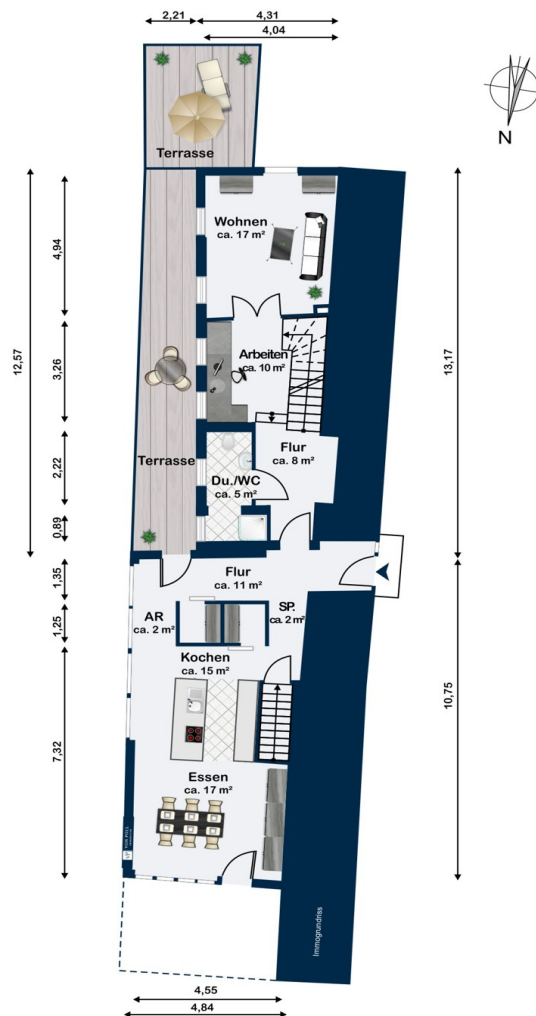 2,21
4,31
4,04
N
Terrasse
Wohnen
ca. 17 m²
4,94
12,57
13,17
3,26
Arbeiten
ca. 10 m²
Terrasse
2,22
Flur
ca. 8 m²
Du./WC
ca. 5 m²
0,89
1,35
Flur
ca. 11 m²
1,25
AR
ca. 2 m²
SP.
ca. 2 m²
Kochen
ca. 15 m²
10,75
7,32
Essen
ca. 17 m²
Immogrundriss
4,55
4,84